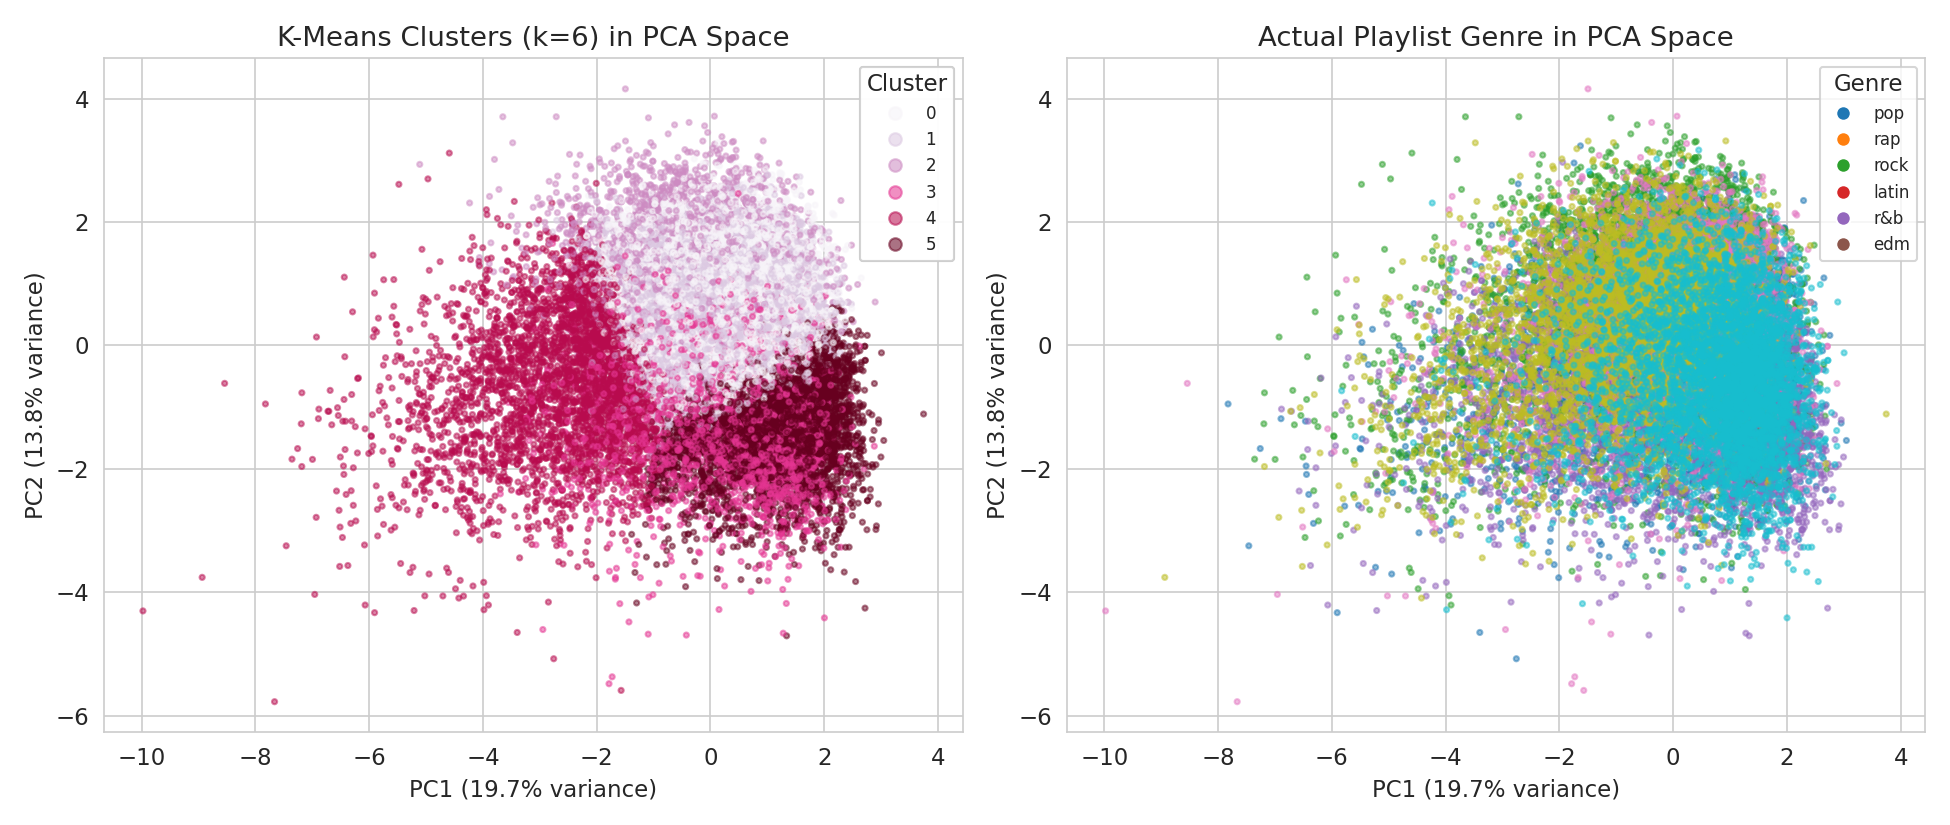 K-Means Clusters (k=6) in PCA Space
Cluster
0
1
2
3
4
5
4
2
0
−2
−4
−6
PC2 (13.8% variance)
−10
−8
−6
−4
−2
0
2
4
PC1 (19.7% variance)
Actual Playlist Genre in PCA Space
Genre
pop
rap
rock
latin
r&b
edm
4
2
0
−2
−4
−6
PC2 (13.8% variance)
−10
−8
−6
−4
−2
0
2
4
PC1 (19.7% variance)